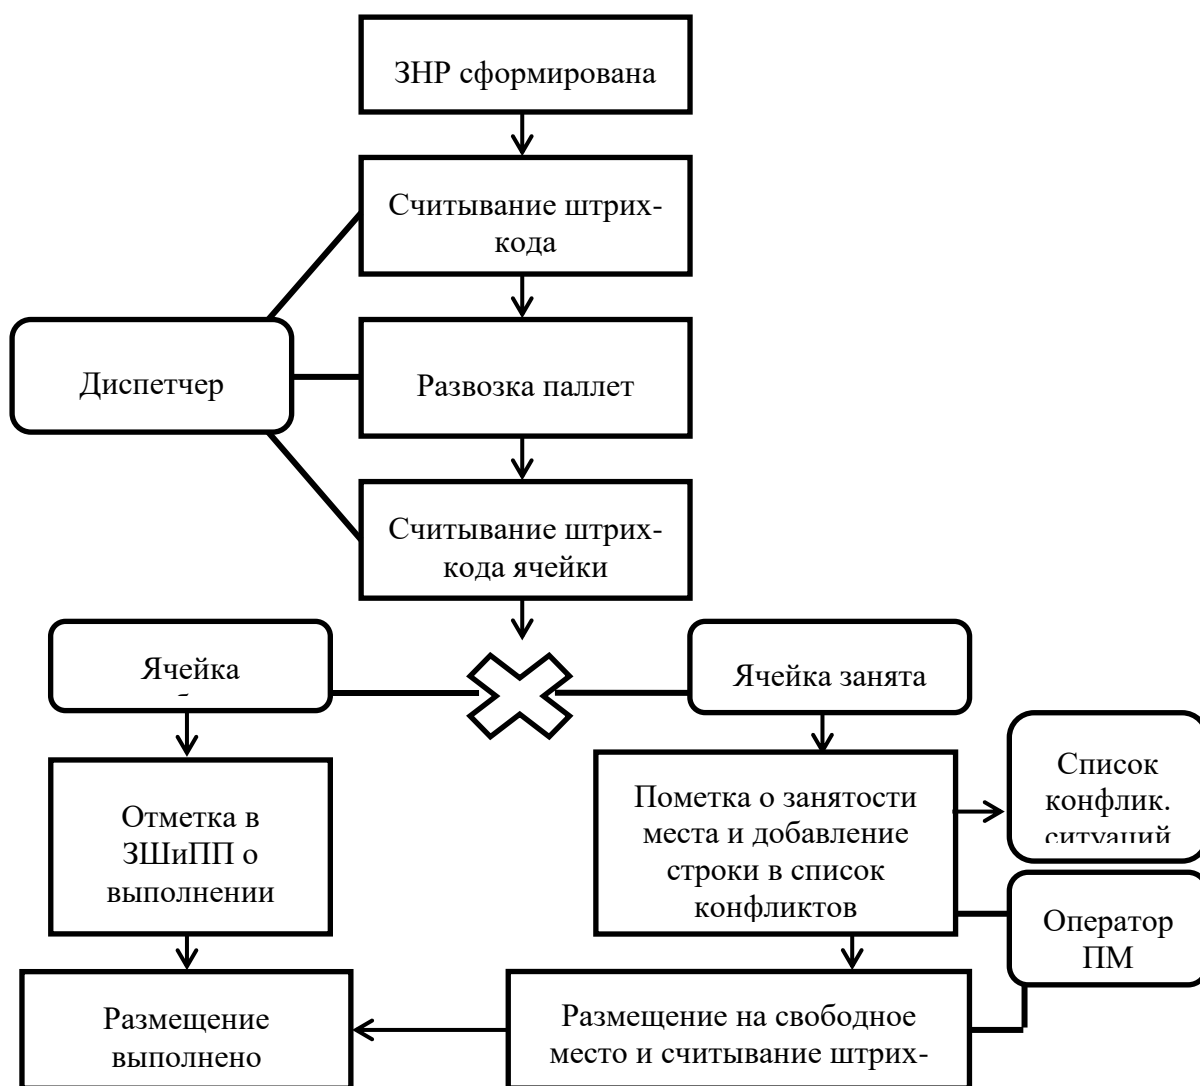 ЗНР сформирована
Считывание штрих-
кода
Диспетчер
Развозка паллет
Считывание штрих-
кода ячейки
Ячейка
Ячейка занята
Отметка в
ЗШиПП о
выполнении
Пометка о занятости
места и добавление
строки в список
конфликтов
Список
конфлик.
ситуаций
Оператор
ПМ
Размещение
выполнено
Размещение на свободное
место и считывание штрих-